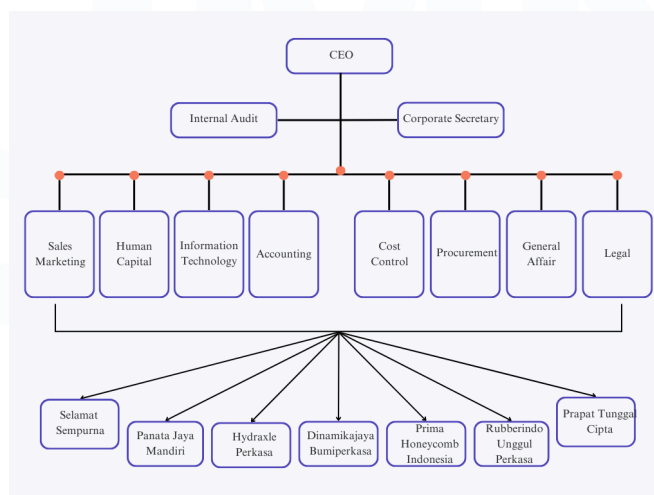 CEO
Internal Audit
Corporate Secretary
Sales
Marketing
Human
Capital
Information
Technology
Accounting
Cost
Control
Procurement
General
Affair
Legal
Selamat
Sempurna
Panata Jaya
Mandiri
Hydraxle
Perkasa
Dinamikajaya
Bumiperkasa
Prima
Honeycomb
Indonesia
Rubberindo
Unggul
Perkasa
Prapat Tunggal
Cipta